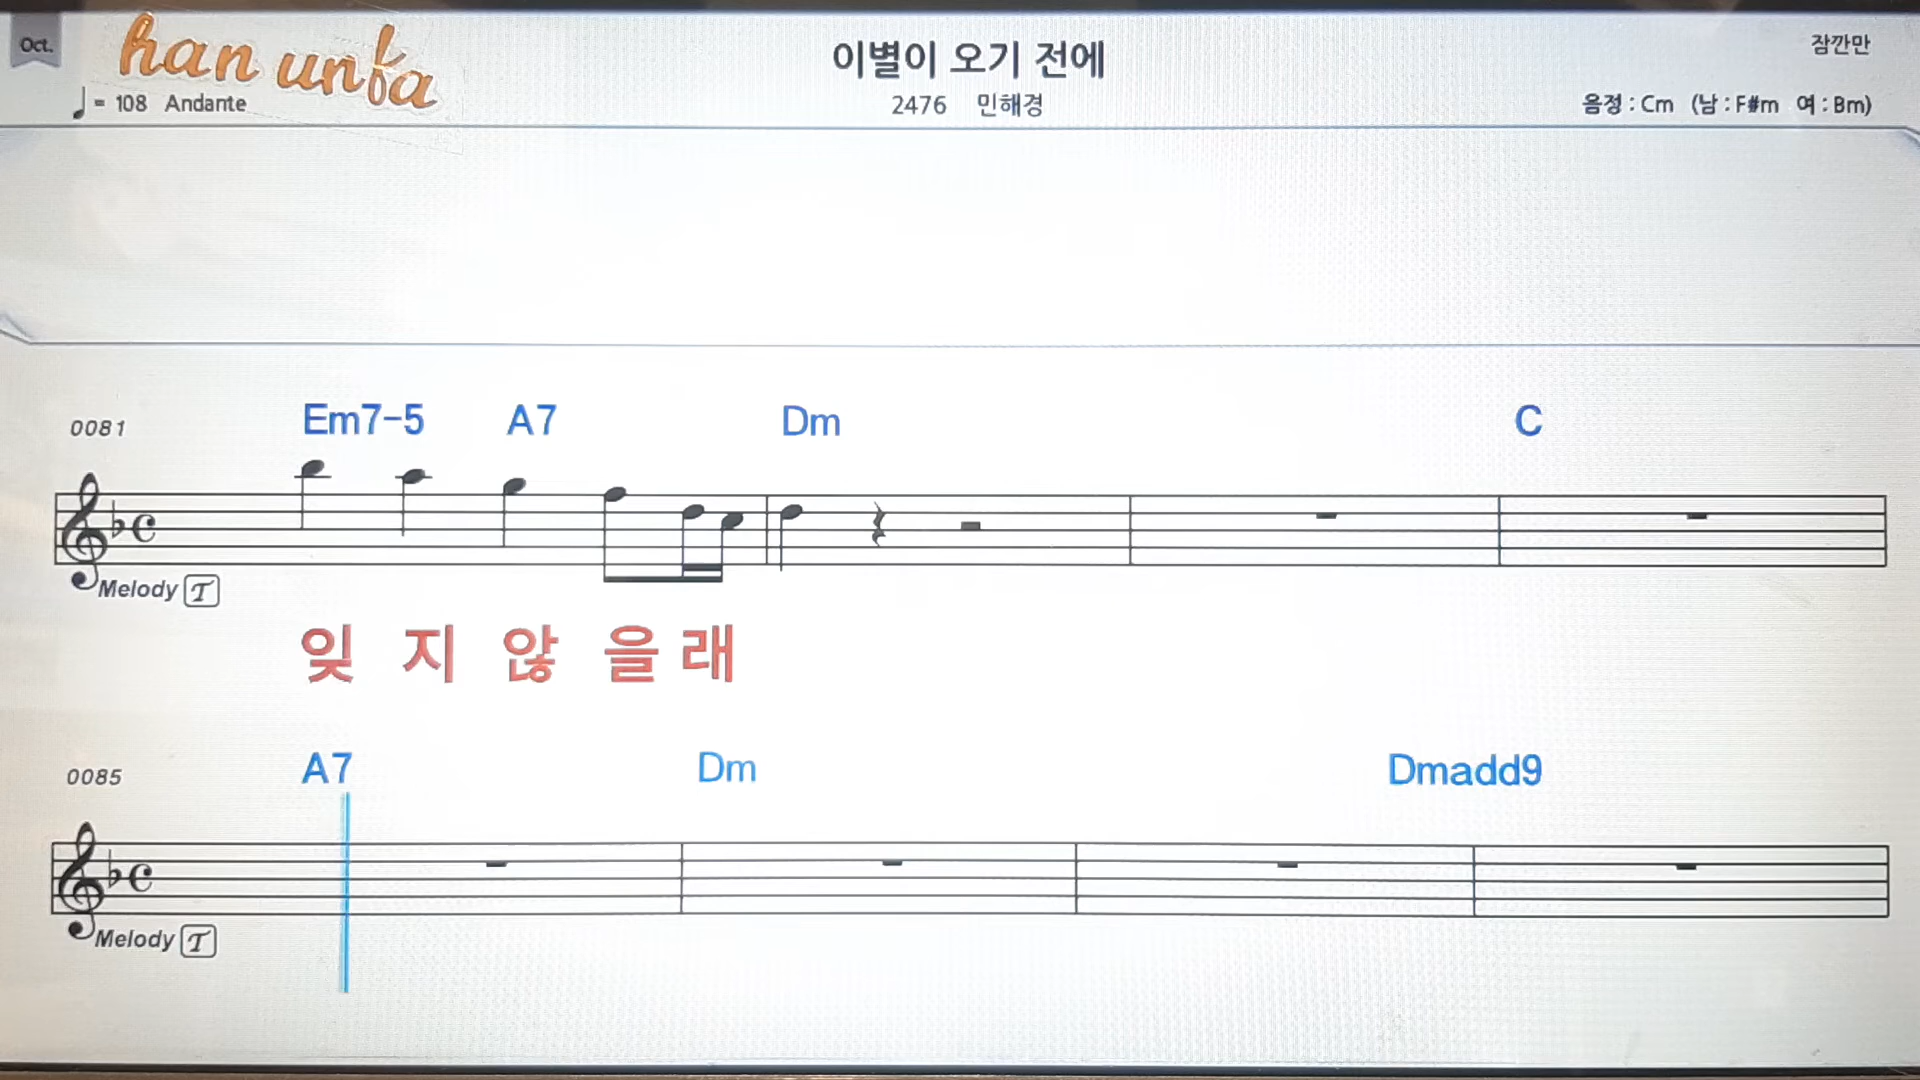 Oct.
han unfa
이별이 오기 전에
잠깐만
♩ = 108 Andante
2476 민해경
음정 : Cm (남 : F#m 여 : Bm)
0081 Em7-5 A7 Dm C
Melody T
잊 지 않 을 래
0085 A7 Dm Dmadd9
Melody T